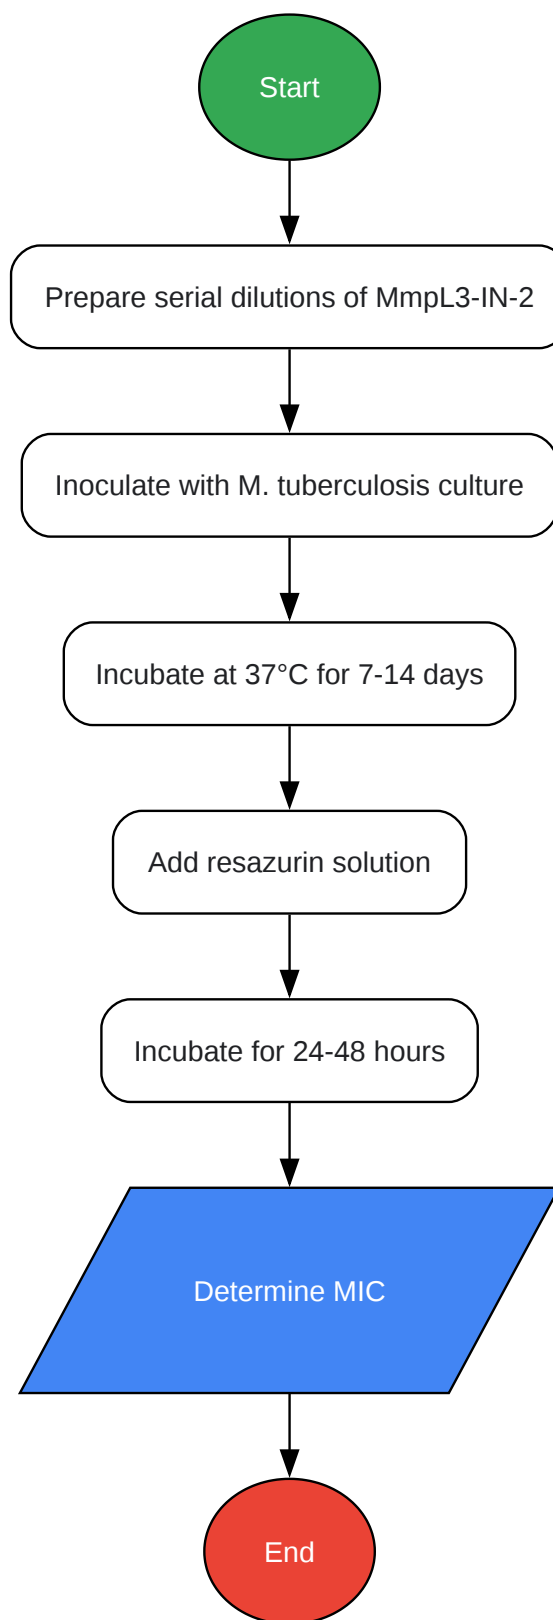 Start
Prepare serial dilutions of MmpL3-IN-2
Inoculate with M. tuberculosis culture
Incubate at 37°C for 7-14 days
Add resazurin solution
Incubate for 24-48 hours
Determine MIC
End